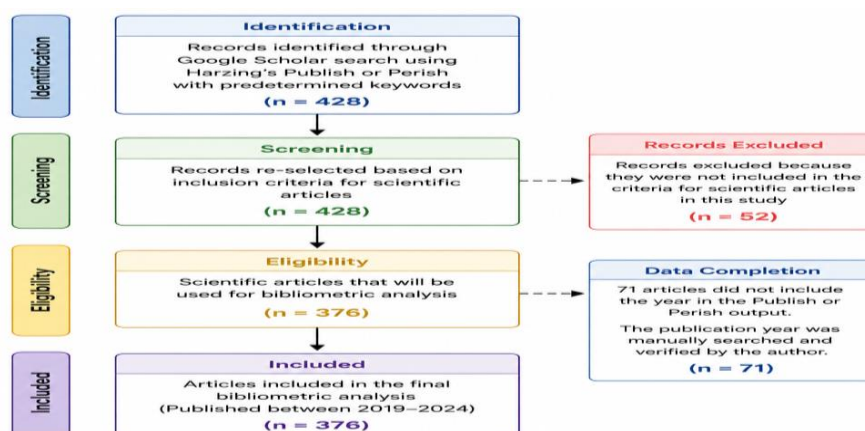 Identification
Identification
Records identified through
Google Scholar search using
Harzing's Publish or Perish
with predetermined keywords
(n = 428)
Screening
Screening
Records re-selected based on
inclusion criteria for scientific
articles
(n = 428)
Records Excluded
Records excluded because
they were not included in the
criteria for scientific articles
in this study
(n = 52)
Eligibility
Eligibility
Scientific articles that will be
used for bibliometric analysis
(n = 376)
Data Completion
71 articles did not include
the year in the Publish or
Perish output.
The publication year was
manually searched and
verified by the author.
(n = 71)
Included
Included
Articles included in the final
bibliometric analysis
(Published between 2019–2024)
(n = 376)